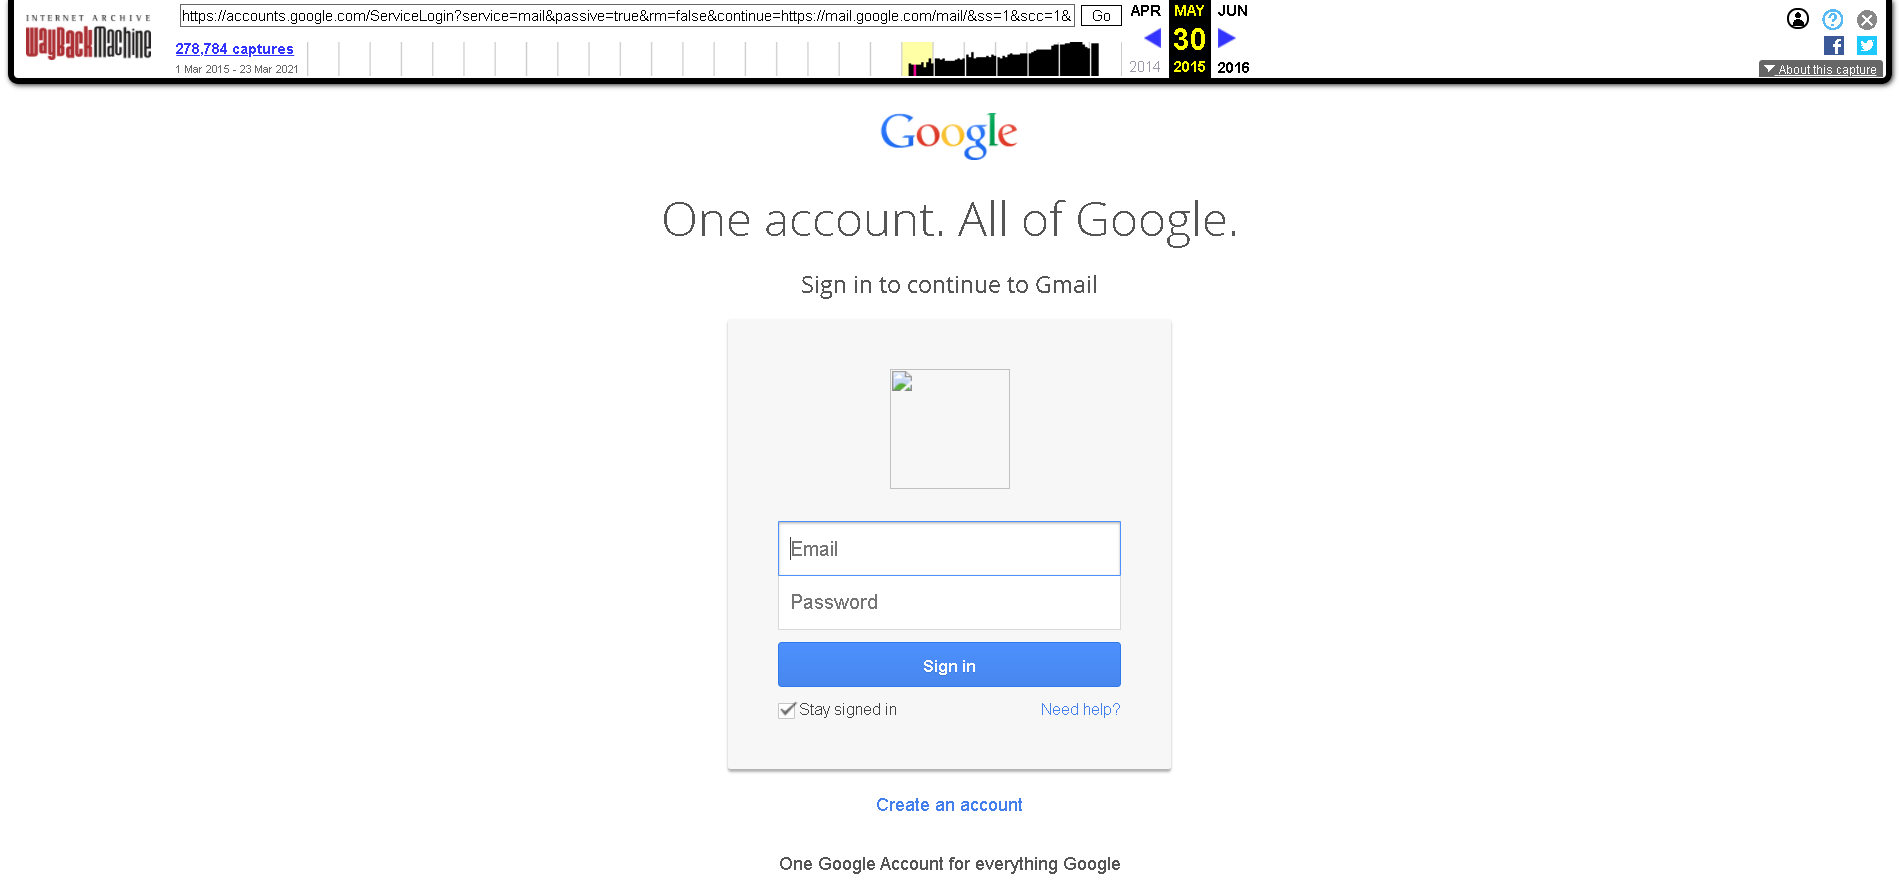 INTERNET ARCHIVE
WayBackMachine
https://accounts.google.com/ServiceLogin?service=mail&passive=true&rm=false&continue=https://mail.google.com/mail/&ss=1&scc=1&
Go
278,784 captures
1 Mar 2015 - 23 Mar 2021
APR MAY JUN
30
2014 2015 2016
?
f
About this capture
Google
One account. All of Google.
Sign in to continue to Gmail
Email
Password
Sign in
Stay signed in Need help?
Create an account
One Google Account for everything Google